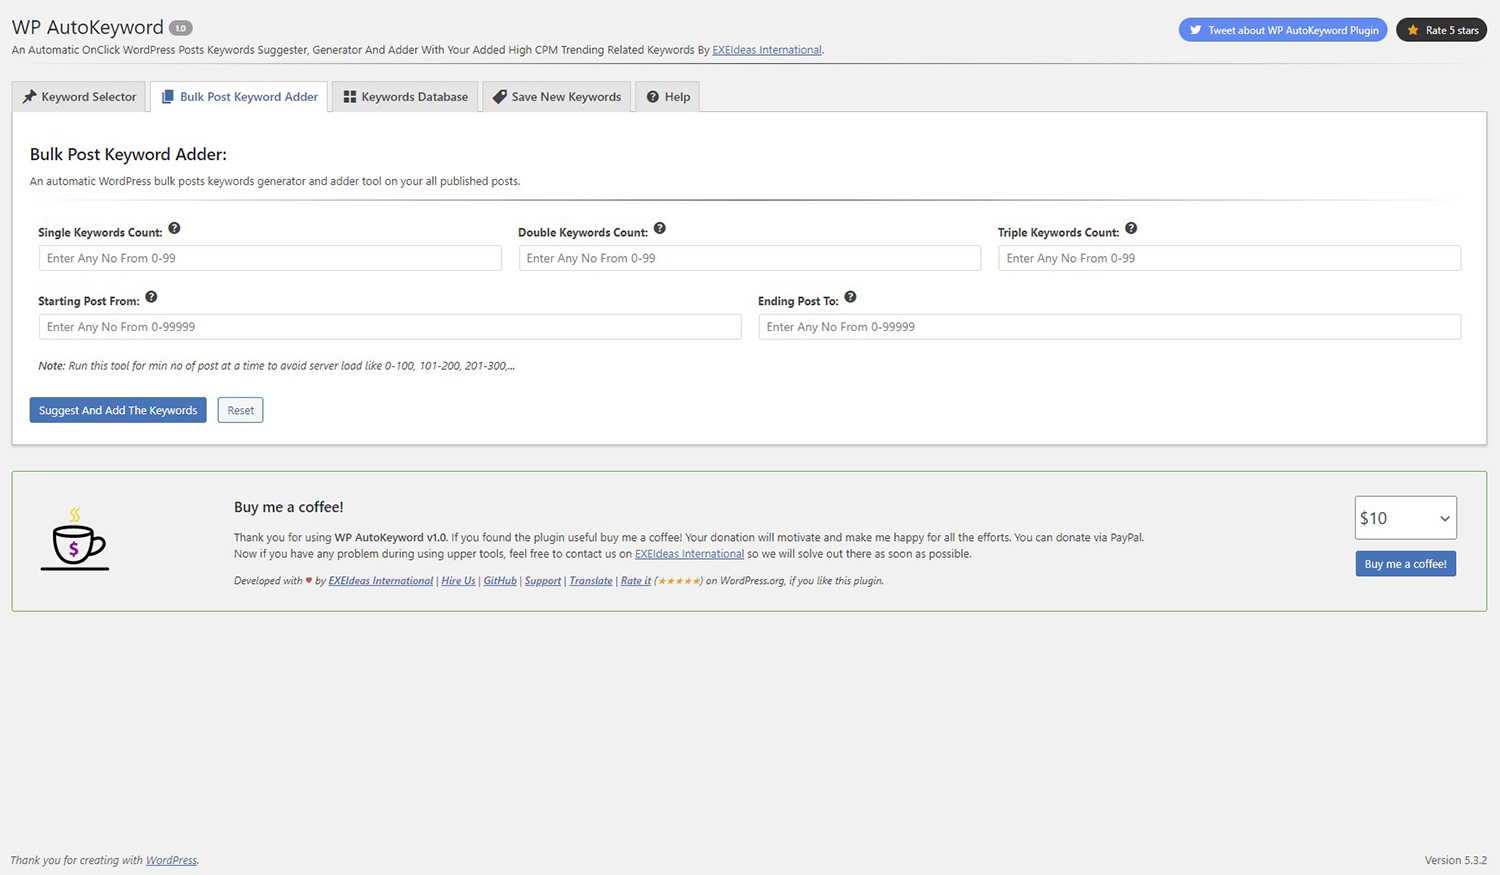 WP AutoKeyword 1.0
Tweet about WP AutoKeyword Plugin
Rate 5 stars
An Automatic OnClick WordPress Posts Keywords Suggester, Generator And Adder With Your Added High CPM Trending Related Keywords By EXEIdeas International.
Keyword Selector
Bulk Post Keyword Adder
Keywords Database
Save New Keywords
Help
Bulk Post Keyword Adder:
An automatic WordPress bulk posts keywords generator and adder tool on your all published posts.
Single Keywords Count:
Double Keywords Count:
Triple Keywords Count:
Enter Any No From 0-99
Enter Any No From 0-99
Enter Any No From 0-99
Starting Post From:
Ending Post To:
Enter Any No From 0-99999
Enter Any No From 0-99999
Note: Run this tool for min no of post at a time to avoid server load like 0-100, 101-200, 201-300,...
Suggest And Add The Keywords
Reset
Buy me a coffee!
Thank you for using WP AutoKeyword v1.0. If you found the plugin useful buy me a coffee! Your donation will motivate and make me happy for all the efforts. You can donate via PayPal.
Now if you have any problem during using upper tools, feel free to contact us on EXEIdeas International so we will solve out there as soon as possible.
Developed with ♥ by EXEIdeas International | Hire Us | GitHub | Support | Translate | Rate it (★★★★★) on WordPress.org, if you like this plugin.
$10
Buy me a coffee!
$
Thank you for creating with WordPress.
Version 5.3.2